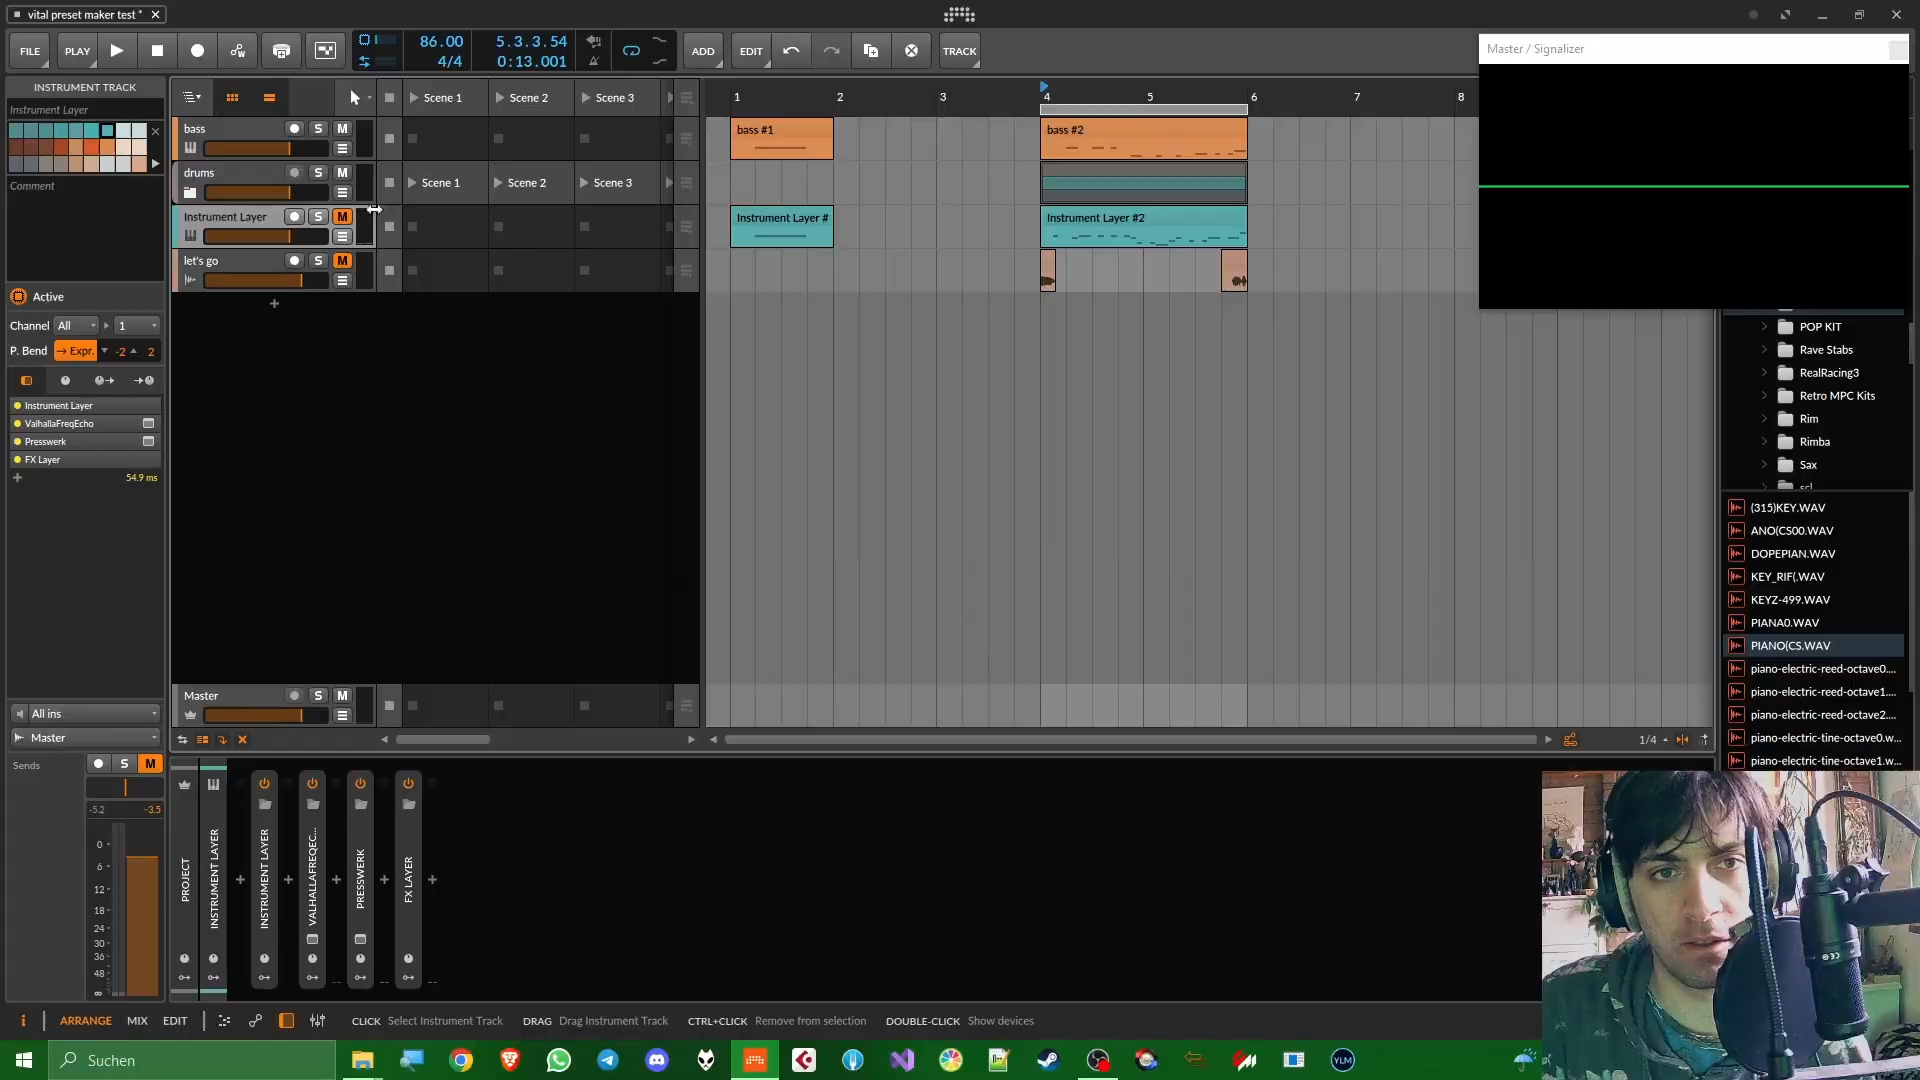 vital preset maker test *
FILE
PLAY
86.00
4/4
5.3.3.54
0:13.001
ADD
EDIT
TRACK
Master / Signalizer
INSTRUMENT TRACK
Instrument Layer
Comment
Active
Channel All 1
P. Bend Expr. -2 2
Instrument Layer
ValhallaFreqEcho
Presswerk
FX Layer
54.9 ms
All ins
Master
Sends
S M
-5.2 -3.5
0
6
12
18
24
30
36
48
∞
Scene 1 Scene 2 Scene 3
bass S M
drums S M
Scene 1 Scene 2 Scene 3
Instrument Layer S M
let's go S M
Master S M
1 2 3 4 5 6 7 8
bass #1
bass #2
Instrument Layer #
Instrument Layer #2
1/4
POP KIT
Rave Stabs
RealRacing3
Retro MPC Kits
Rim
Rimba
Sax
(315)KEY.WAV
ANO(CS00.WAV
DOPEPIAN.WAV
KEY_RIF(.WAV
KEYZ-499.WAV
PIANA0.WAV
PIANO(CS.WAV
piano-electric-reed-octave0....
piano-electric-reed-octave1....
piano-electric-reed-octave2....
piano-electric-tine-octave0.w...
piano-electric-tine-octave1.w...
PROJECT
INSTRUMENT LAYER
INSTRUMENT LAYER
VALHALLAFREQEC...
PRESSWERK
FX LAYER
i ARRANGE MIX EDIT
CLICK Select Instrument Track DRAG Drag Instrument Track CTRL+CLICK Remove from selection DOUBLE-CLICK Show devices
Suchen
YLM